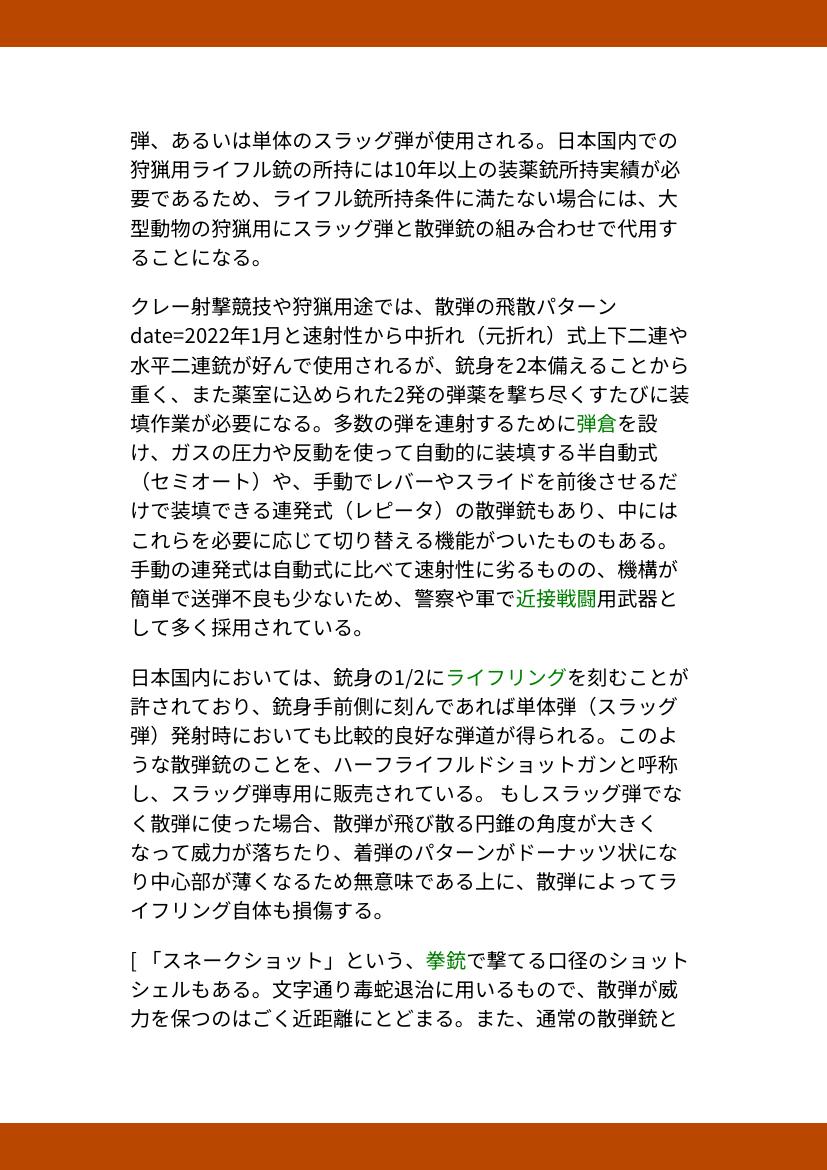 弾、あるいは単体のスラッグ弾が使用される。日本国内での
狩猟用ライフル銃の所持には10年以上の装薬銃所持実績が必
要であるため、ライフル銃所持条件に満たない場合には、大
型動物の狩猟用にスラッグ弾と散弾銃の組み合わせで代用す
ることになる。
クレー射撃競技や狩猟用途では、散弾の飛散パターン
date=2022年1月と速射性から中折れ（元折れ）式上下二連や
水平二連銃が好んで使用されるが、銃身を2本備えることから
重く、また薬室に込められた2発の弾薬を撃ち尽くすたびに装
填作業が必要になる。多数の弾を連射するために弾倉を設
け、ガスの圧力や反動を使って自動的に装填する半自動式
（セミオート）や、手動でレバーやスライドを前後させるだ
けで装填できる連発式（レピータ）の散弾銃もあり、中には
これらを必要に応じて切り替える機能がついたものもある。
手動の連発式は自動式に比べて速射性に劣るものの、機構が
簡単で送弾不良も少ないため、警察や軍で近接戦闘用武器と
して多く採用されている。
日本国内においては、銃身の1/2にライフリングを刻むことが
許されており、銃身手前側に刻んであれば単体弾（スラッグ
弾）発射時においても比較的良好な弾道が得られる。このよ
うな散弾銃のことを、ハーフライフルドショットガンと呼称
し、スラッグ弾専用に販売されている。 もしスラッグ弾でな
く散弾に使った場合、散弾が飛び散る円錐の角度が大きく
なって威力が落ちたり、着弾のパターンがドーナッツ状にな
り中心部が薄くなるため無意味である上に、散弾によってラ
イフリング自体も損傷する。
[ 「スネークショット」という、拳銃で撃てる口径のショット
シェルもある。文字通り毒蛇退治に用いるもので、散弾が威
力を保つのはごく近距離にとどまる。また、通常の散弾銃と